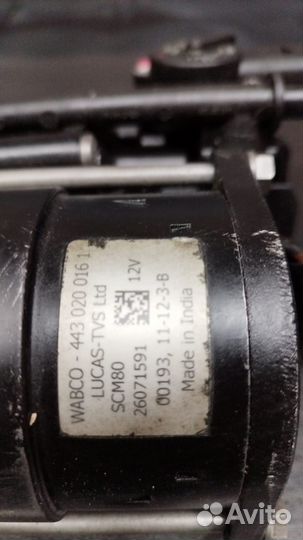 WABCO - 443 020 016 1
LUCAS-TVS Ltd
SCM80
12V
26071591
00193, 11-12-3-B
Made in India
Avito